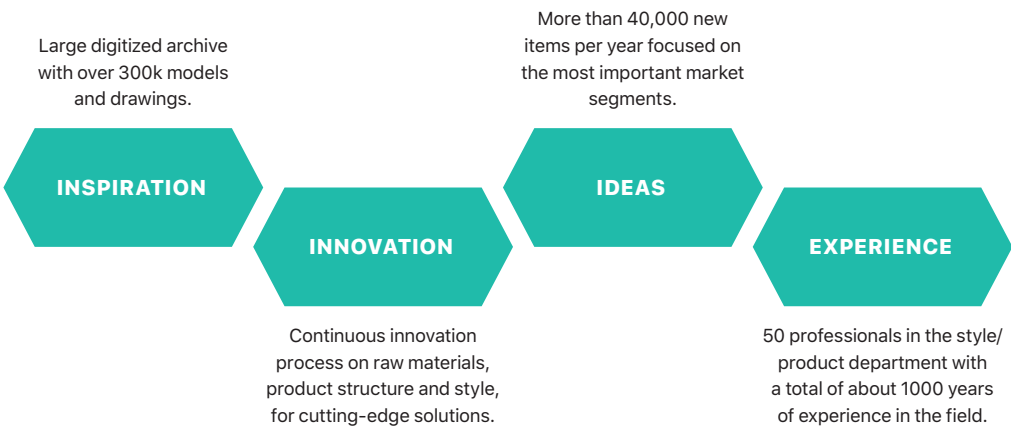 Large digitized archive
with over 300k models
and drawings.
INSPIRATION
INNOVATION
Continuous innovation
process on raw materials,
product structure and style,
for cutting-edge solutions.
More than 40,000 new
items per year focused on
the most important market
segments.
IDEAS
EXPERIENCE
50 professionals in the style/
product department with
a total of about 1000 years
of experience in the field.